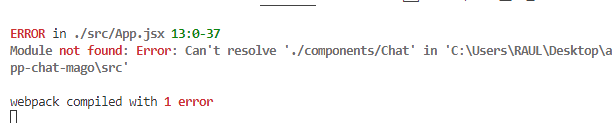 ERROR in ./src/App.jsx 13:0-37
Module not found: Error: Can't resolve './components/Chat' in 'C:\Users\RAUL\Desktop\a
pp-chat-mago\src'
webpack compiled with 1 error